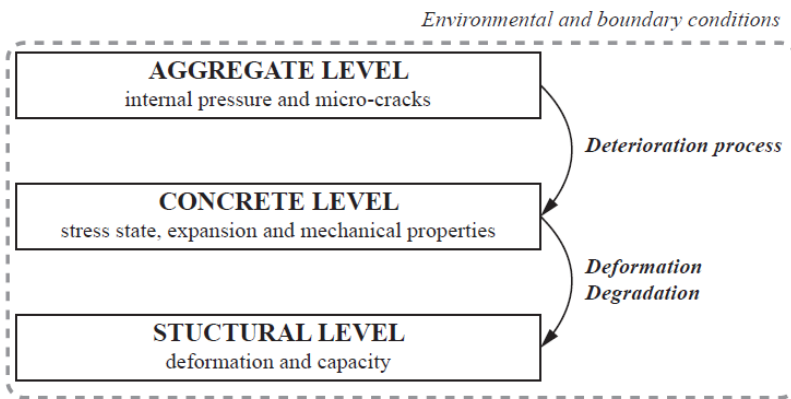 Environmental and boundary conditions
AGGREGATE LEVEL
internal pressure and micro-cracks
Deterioration process
CONCRETE LEVEL
stress state, expansion and mechanical properties
Deformation
Degradation
STUCTURAL LEVEL
deformation and capacity